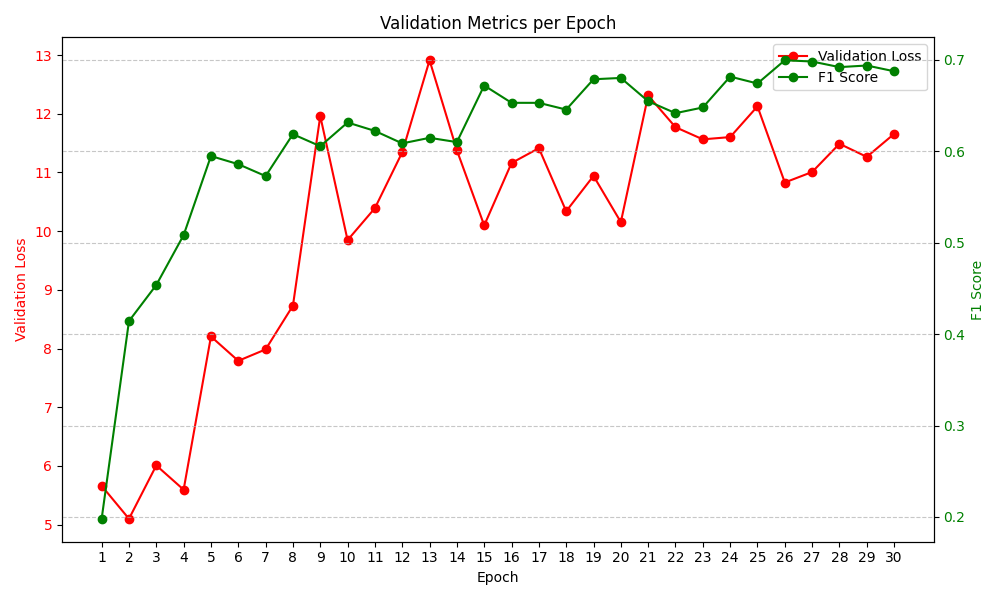 Validation Metrics per Epoch
Validation Loss
F1 Score
13
12
11
10
9
8
7
6
5
Validation Loss
0.7
0.6
0.5
0.4
0.3
0.2
F1 Score
1 2 3 4 5 6 7 8 9 10 11 12 13 14 15 16 17 18 19 20 21 22 23 24 25 26 27 28 29 30
Epoch